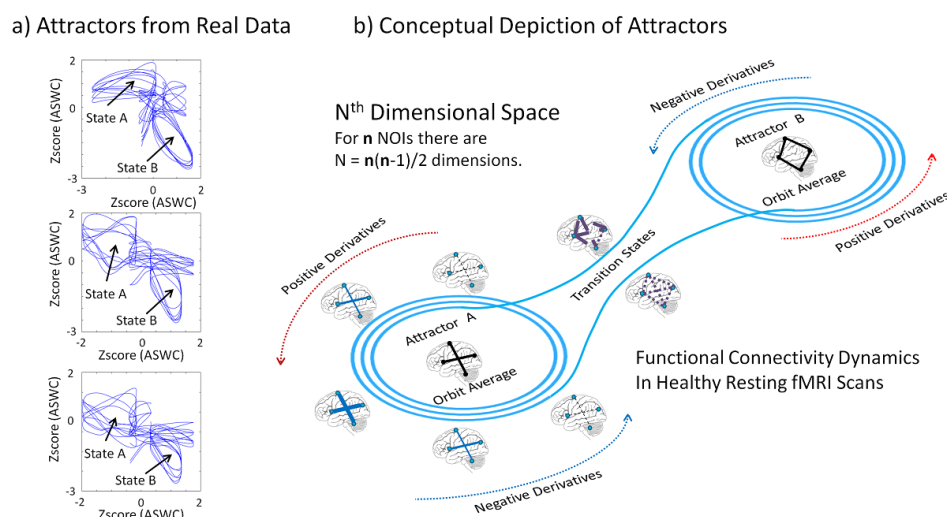 a) Attractors from Real Data
b) Conceptual Depiction of Attractors
2
Zscore (ASWC)
0
-3
State A
State B
-3
0
2
Zscore (ASWC)
2
Zscore (ASWC)
0
-3
State A
State B
-2
0
2
Zscore (ASWC)
2
Zscore (ASWC)
0
-3
State A
State B
-2
0
2
Zscore (ASWC)
Nth Dimensional Space
For n NOIs there are
N = n(n-1)/2 dimensions.
Negative Derivatives
Attractor B
Orbit Average
Positive Derivatives
Positive Derivatives
Transition States
Attractor A
Orbit Average
Functional Connectivity Dynamics
In Healthy Resting fMRI Scans
Negative Derivatives